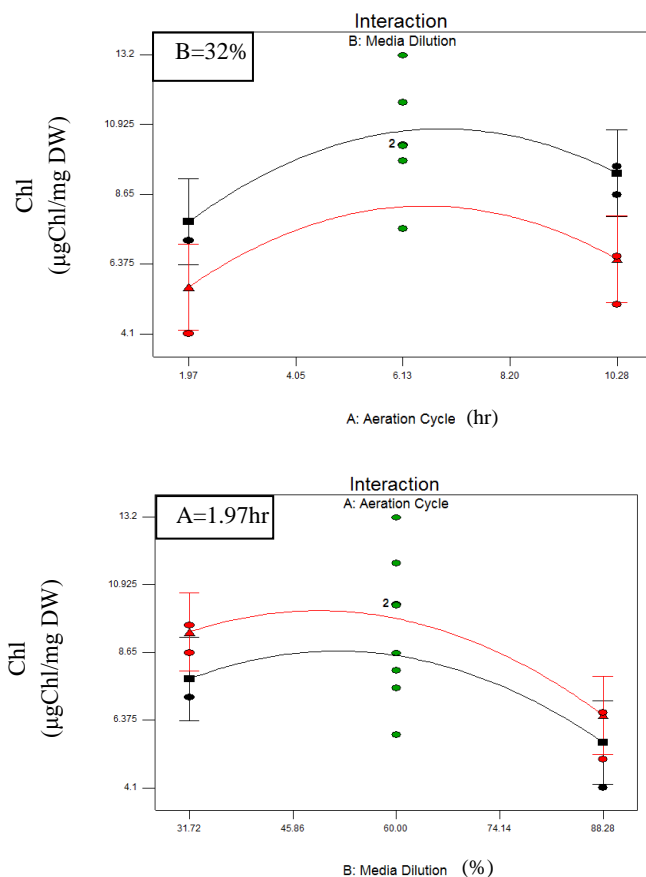 Interaction
B: Media Dilution
B=32%
13.2
10.925
8.65
6.375
4.1
2
Chl
(µgChl/mg DW)
1.97
4.05
6.13
8.20
10.28
A: Aeration Cycle (hr)
Interaction
A: Aeration Cycle
A=1.97hr
13.2
10.925
8.65
6.375
4.1
2
Chl
(µgChl/mg DW)
31.72
45.86
60.00
74.14
88.28
B: Media Dilution (%)